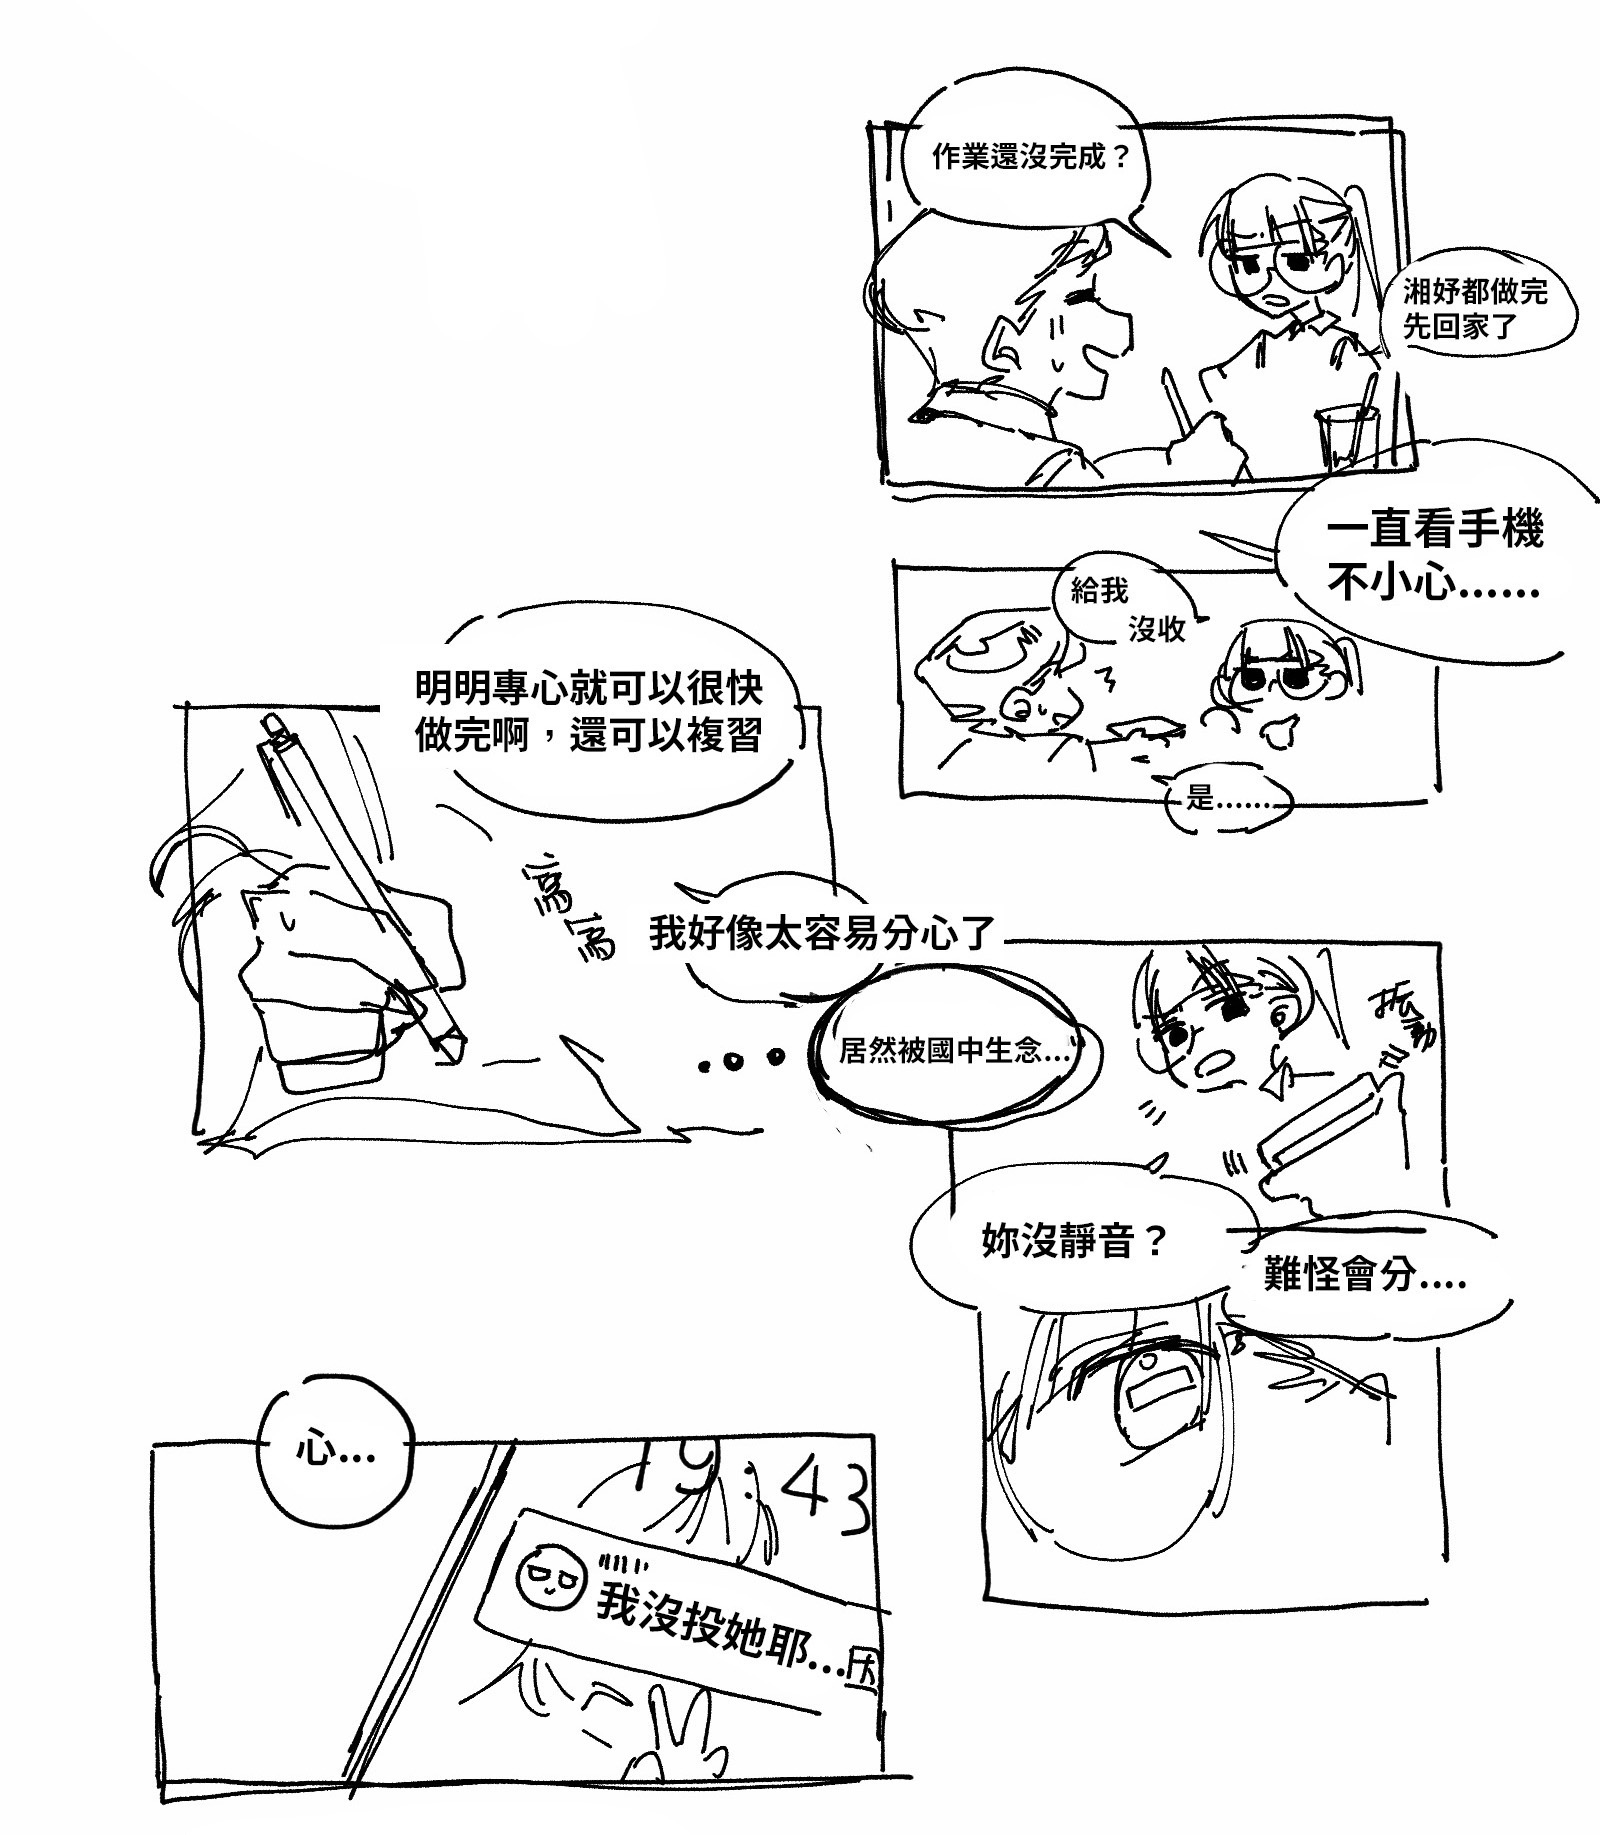 作業還沒完成？
湘妤都做完
先回家了
一直看手機
不小心……
給我
沒收
是……
明明專心就可以很快
做完啊，還可以複習
寫
寫
我好像太容易分心了
居然被國中生念…
振動
妳沒靜音？
難怪會分....
心…
19:43
我沒投她耶…